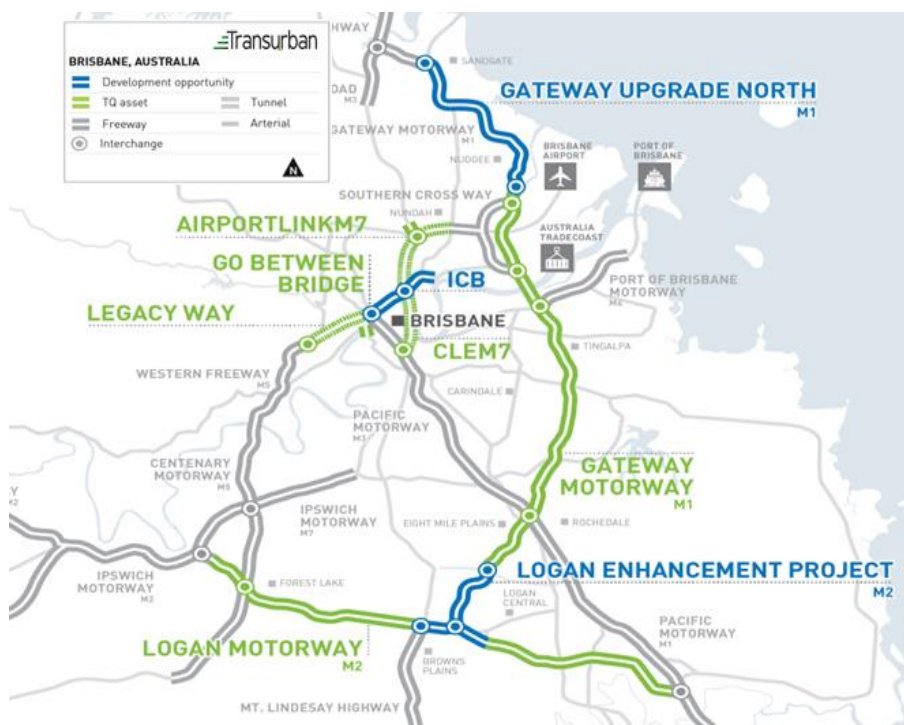 Transurban
BRISBANE, AUSTRALIA
Development opportunity
TQ asset
Tunnel
Freeway
Arterial
Interchange
N
HWAY
SANDGATE
GATEWAY UPGRADE NORTH
M1
OAD
M3
GATEWAY MOTORWAY
M1
NUDGEE
BRISBANE
AIRPORT
PORT OF
BRISBANE
SOUTHERN CROSS WAY
NUNDAH
AIRPORTLINKM7
AUSTRALIA
TRADECOAST
GO BETWEEN
BRIDGE
ICB
PORT OF BRISBANE
MOTORWAY
LEGACY WAY
BRISBANE
CLEM7
TINGALPA
WESTERN FREEWAY
M5
CARINDALE
PACIFIC
MOTORWAY
M3
GATEWAY
MOTORWAY
M1
CENTENARY
MOTORWAY
M5
IPSWICH
MOTORWAY
M7
EIGHT MILE PLAINS
ROCHEDALE
IPSWICH
MOTORWAY
FOREST LAKE
LOGAN ENHANCEMENT PROJECT
M2
LOGAN
CENTRAL
PACIFIC
MOTORWAY
M1
LOGAN MOTORWAY
M2
BROWNS
PLAINS
MT. LINDESAY HIGHWAY